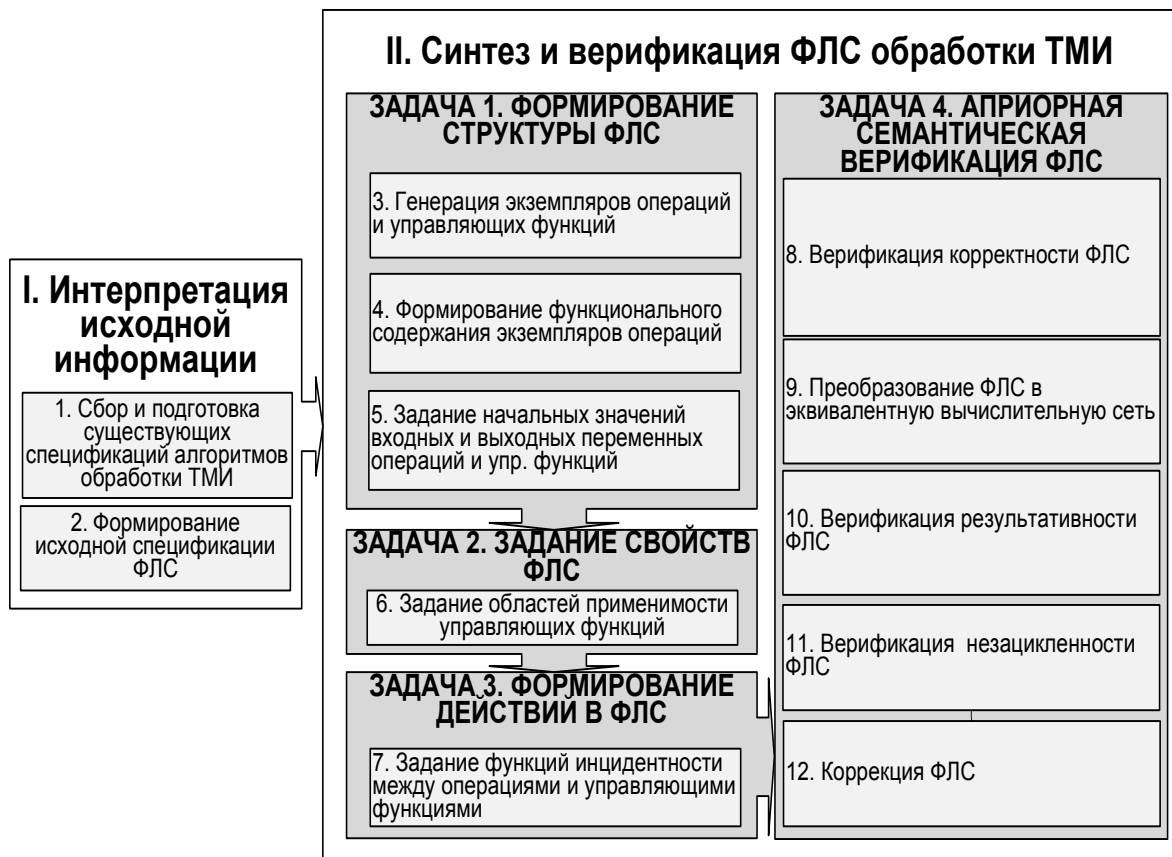 II. Синтез и верификация ФЛС обработки ТМИ
I. Интерпретация
исходной
информации
1. Сбор и подготовка
существующих
спецификаций алгоритмов
обработки ТМИ
2. Формирование
исходной спецификации
ФЛС
ЗАДАЧА 1. ФОРМИРОВАНИЕ
СТРУКТУРЫ ФЛС
3. Генерация экземпляров операций
и управляющих функций
4. Формирование функционального
содержания экземпляров операций
5. Задание начальных значений
входных и выходных переменных
операций и упр. функций
ЗАДАЧА 2. ЗАДАНИЕ СВОЙСТВ
ФЛС
6. Задание областей применимости
управляющих функций
ЗАДАЧА 3. ФОРМИРОВАНИЕ
ДЕЙСТВИЙ В ФЛС
7. Задание функций инцидентности
между операциями и управляющими
функциями
ЗАДАЧА 4. АПРИОРНАЯ
СЕМАНТИЧЕСКАЯ
ВЕРИФИКАЦИЯ ФЛС
8. Верификация корректности ФЛС
9. Преобразование ФЛС в
эквивалентную вычислительную сеть
10. Верификация результативности
ФЛС
11. Верификация незацикленности
ФЛС
12. Коррекция ФЛС